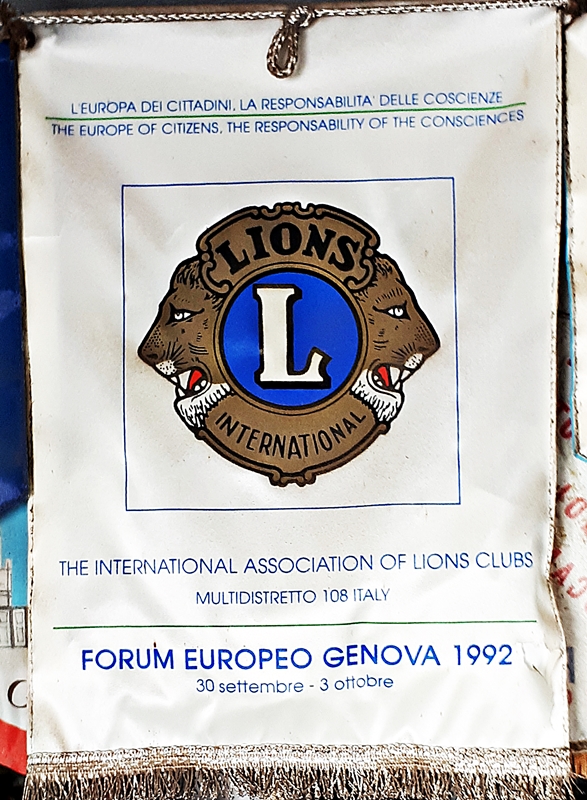 L'EUROPA DEI CITTADINI, LA RESPONSABILITA' DELLE COSCIENZE
THE EUROPE OF CITIZENS, THE RESPONSABILITY OF THE CONSCIENCES
LIONS
L
INTERNATIONAL
THE INTERNATIONAL ASSOCIATION OF LIONS CLUBS
MULTIDISTRETTO 108 ITALY
FORUM EUROPEO GENOVA 1992
30 settembre - 3 ottobre